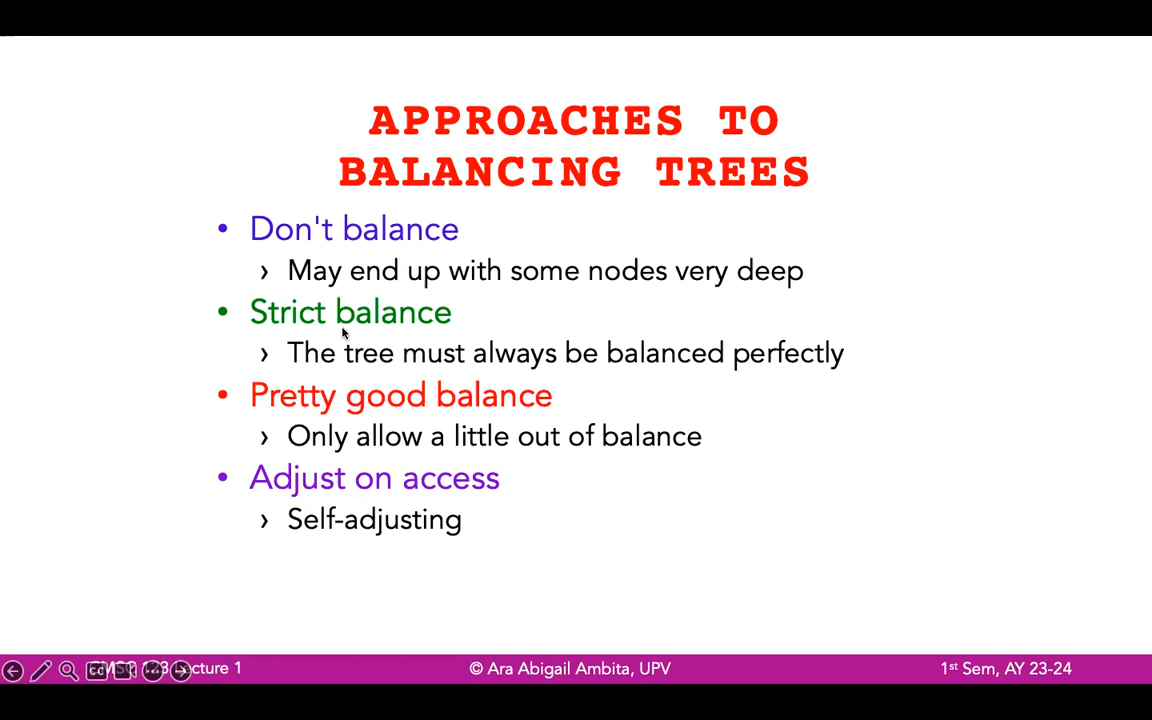 APPROACHES TO
BALANCING TREES
• Don't balance
› May end up with some nodes very deep
• Strict balance
› The tree must always be balanced perfectly
• Pretty good balance
› Only allow a little out of balance
• Adjust on access
› Self-adjusting
Lecture 1
© Ara Abigail Ambita, UPV
1st Sem, AY 23-24